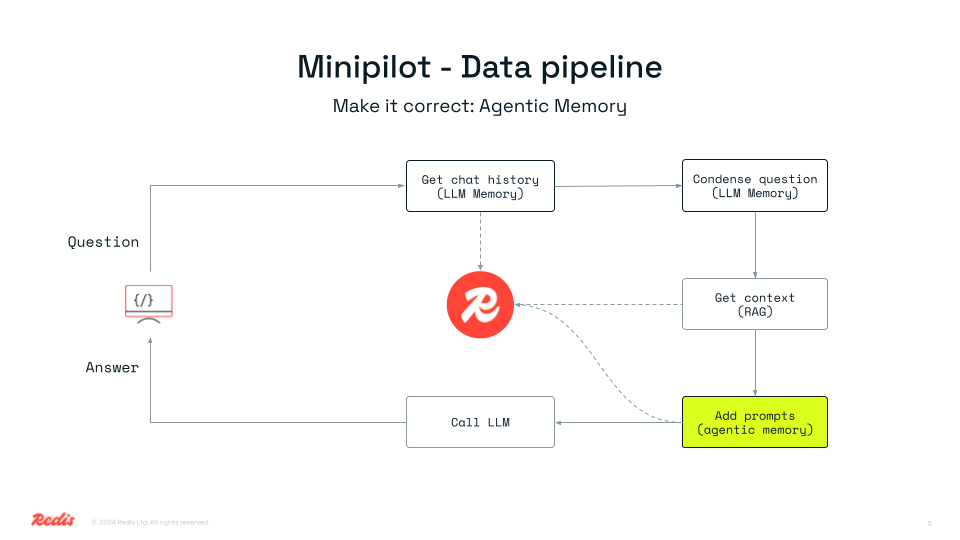 Minipilot - Data pipeline
Make it correct: Agentic Memory
Get chat history
(LLM Memory)
Condense question
(LLM Memory)
Question
{/}
Get context
(RAG)
Answer
Call LLM
Add prompts
(agentic memory)
Redis
© 2024 Redis Ltd. All rights reserved.
5